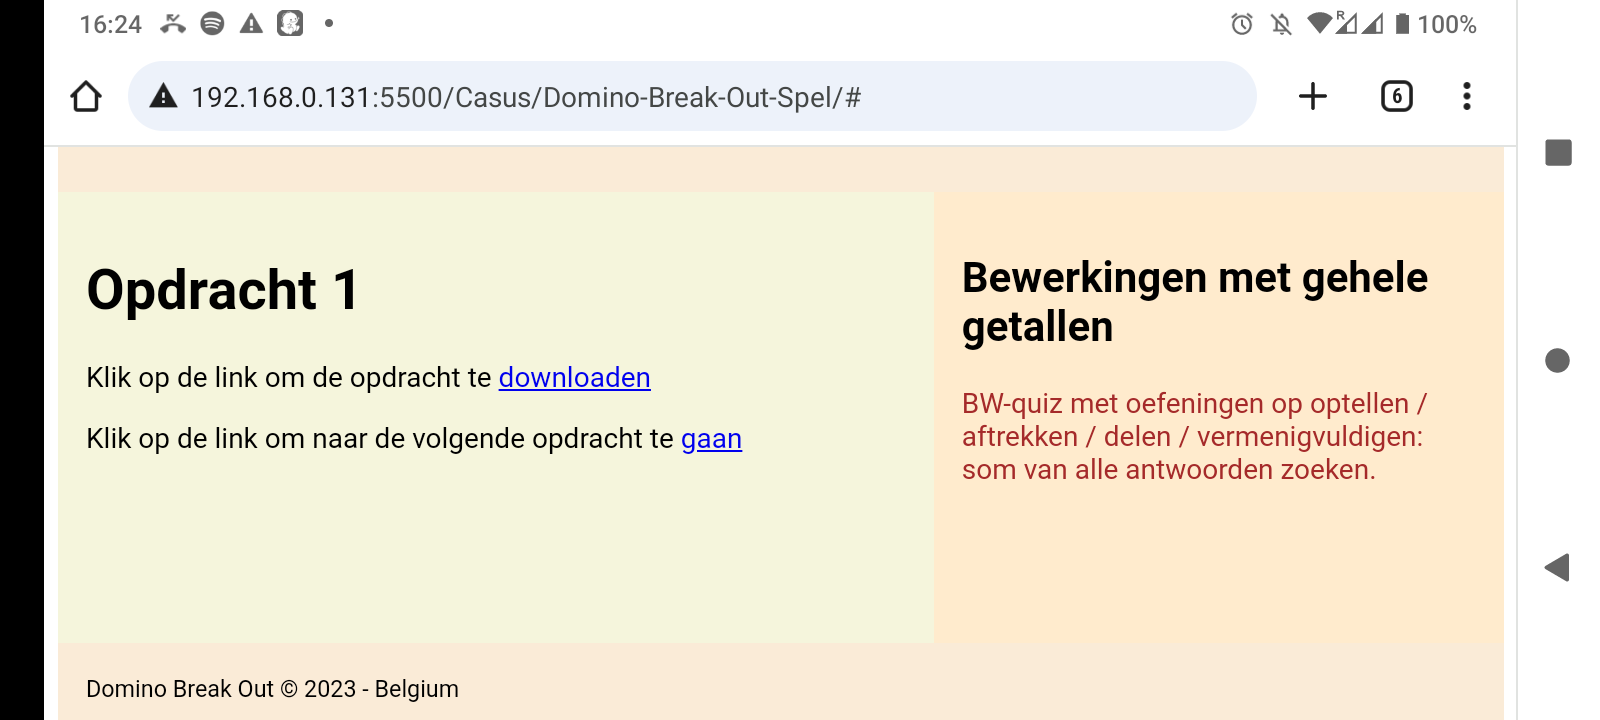 16:24
R
100%
192.168.0.131:5500/Casus/Domino-Break-Out-Spel/#
6
Opdracht 1
Klik op de link om de opdracht te downloaden
Klik op de link om naar de volgende opdracht te gaan
Bewerkingen met gehele
getallen
BW-quiz met oefeningen op optellen /
aftrekken / delen / vermenigvuldigen:
som van alle antwoorden zoeken.
Domino Break Out © 2023 - Belgium